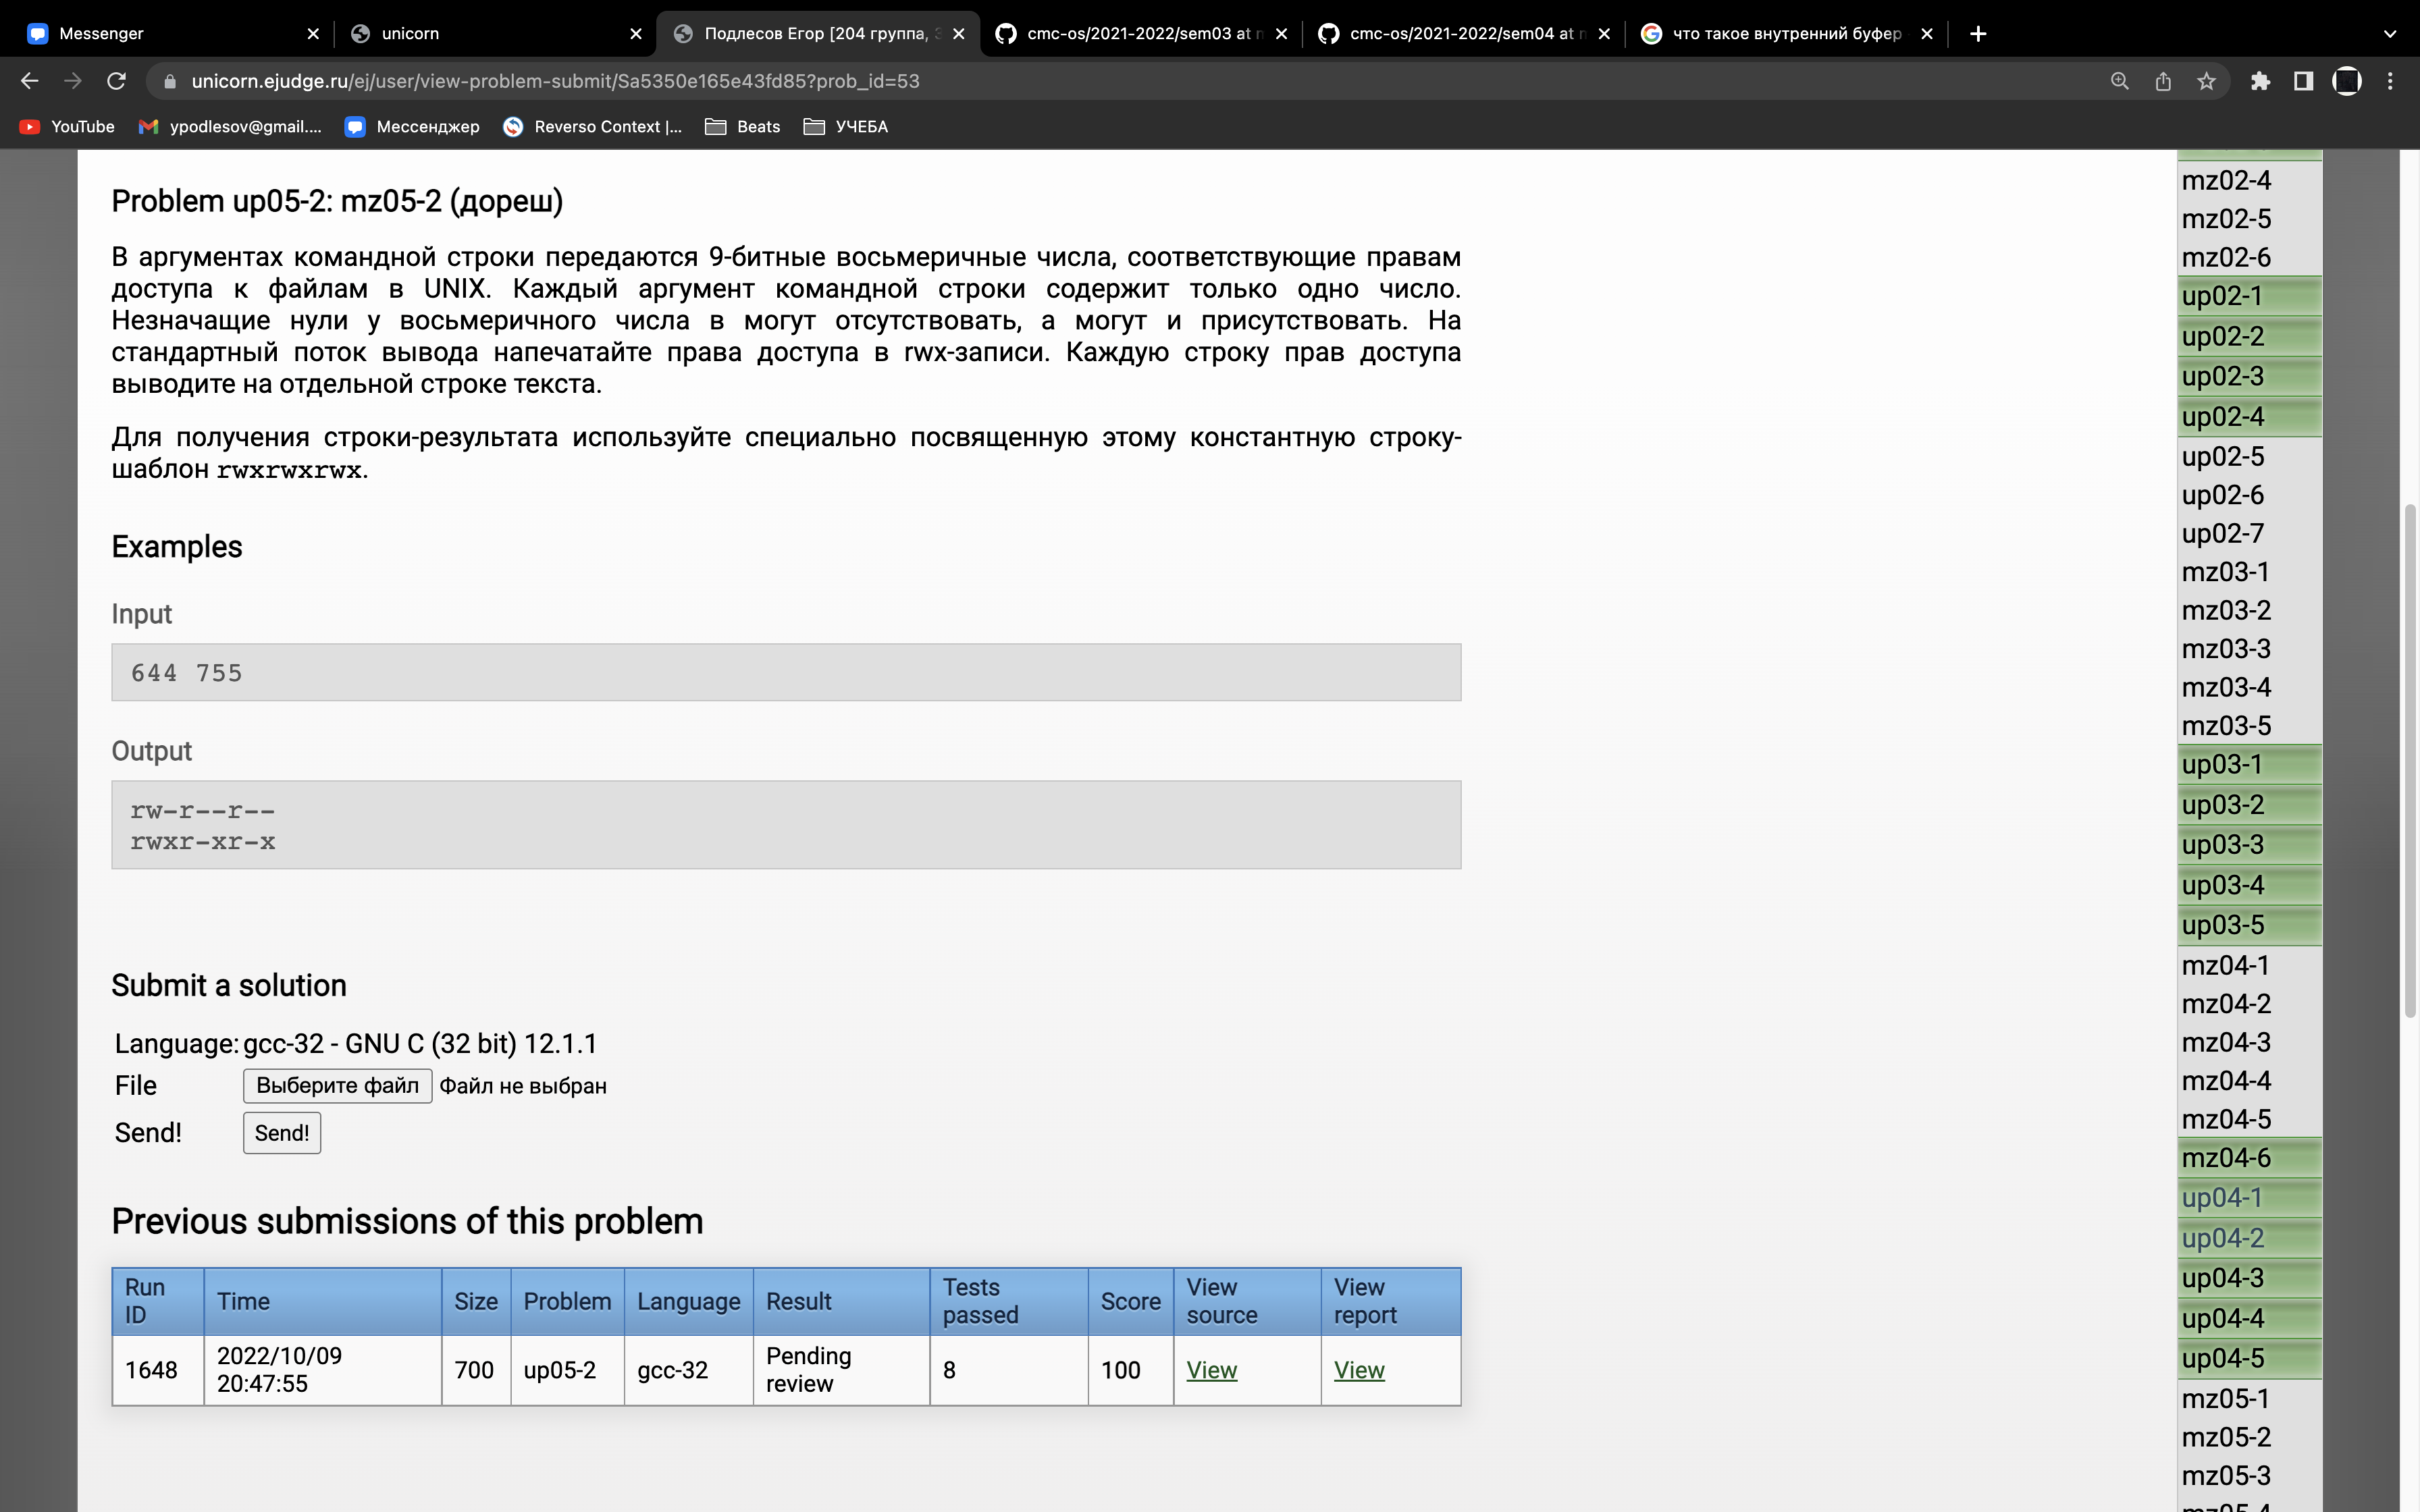 Messenger
unicorn
Подлесов Егор [204 группа, 3
cmc-os/2021-2022/sem03 at m
cmc-os/2021-2022/sem04 at m
что такое внутренний буфер
unicorn.ejudge.ru/ej/user/view-problem-submit/Sa5350e165e43fd85?prob_id=53
YouTube
ypodlesov@gmail....
Мессенджер
Reverso Context |...
Beats
УЧЕБА
Problem up05-2: mz05-2 (дореш)
В аргументах командной строки передаются 9-битные восьмеричные числа, соответствующие правам
доступа к файлам в UNIX. Каждый аргумент командной строки содержит только одно число.
Незначащие нули у восьмеричного числа в могут отсутствовать, а могут и присутствовать. На
стандартный поток вывода напечатайте права доступа в rwx-записи. Каждую строку прав доступа
выводите на отдельной строке текста.
Для получения строки-результата используйте специально посвященную этому константную строку-
шаблон rwxrwxrwx.
Examples
Input
644 755
Output
rw-r--r--
rwxr-xr-x
Submit a solution
Language: gcc-32 - GNU C (32 bit) 12.1.1
File Выберите файл Файл не выбран
Send! Send!
Previous submissions of this problem
Run ID Time Size Problem Language Result Tests passed Score View source View report
1648 2022/10/09 20:47:55 700 up05-2 gcc-32 Pending review 8 100 View View
mz02-4
mz02-5
mz02-6
up02-1
up02-2
up02-3
up02-4
up02-5
up02-6
up02-7
mz03-1
mz03-2
mz03-3
mz03-4
mz03-5
up03-1
up03-2
up03-3
up03-4
up03-5
mz04-1
mz04-2
mz04-3
mz04-4
mz04-5
mz04-6
up04-1
up04-2
up04-3
up04-4
up04-5
mz05-1
mz05-2
mz05-3